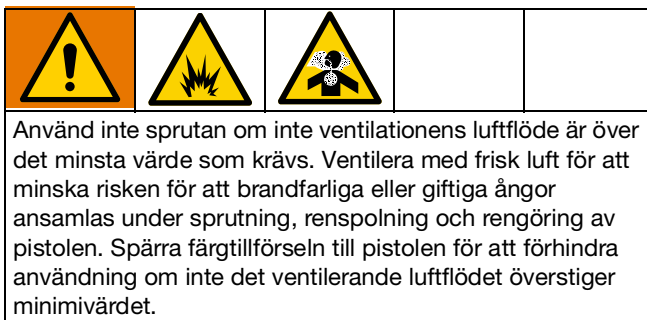 Använd inte sprutan om inte ventilationens luftflöde är över
det minsta värde som krävs. Ventilera med frisk luft för att
minska risken för att brandfarliga eller giftiga ångor
ansamlas under sprutning, renspolning och rengöring av
pistolen. Spärra färgtillförseln till pistolen för att förhindra
användning om inte det ventilerande luftflödet överstiger
minimivärdet.